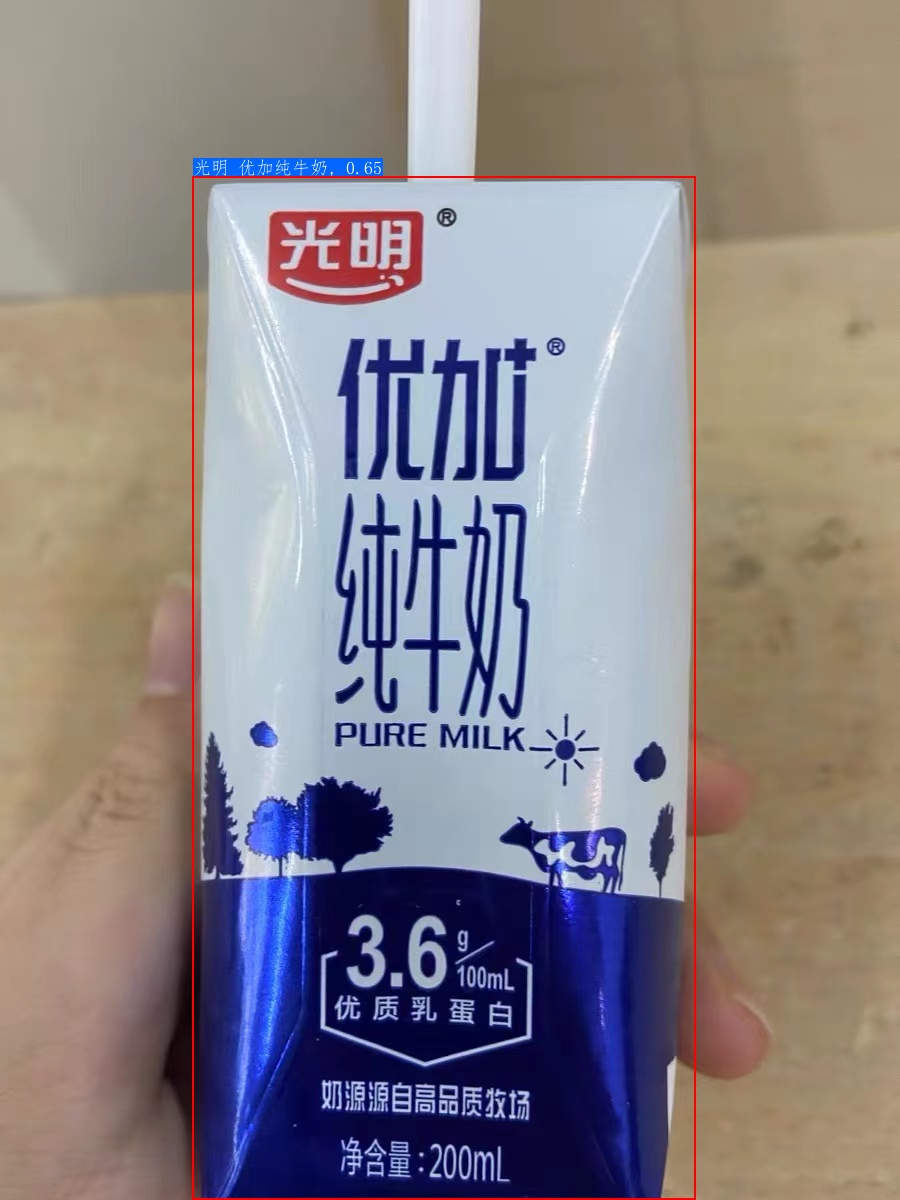 光明 优加纯牛奶, 0.65
光明®
优加®
纯牛奶
PURE MILK
3.6 g/100mL
优质乳蛋白
奶源源自高品质牧场
净含量:200mL